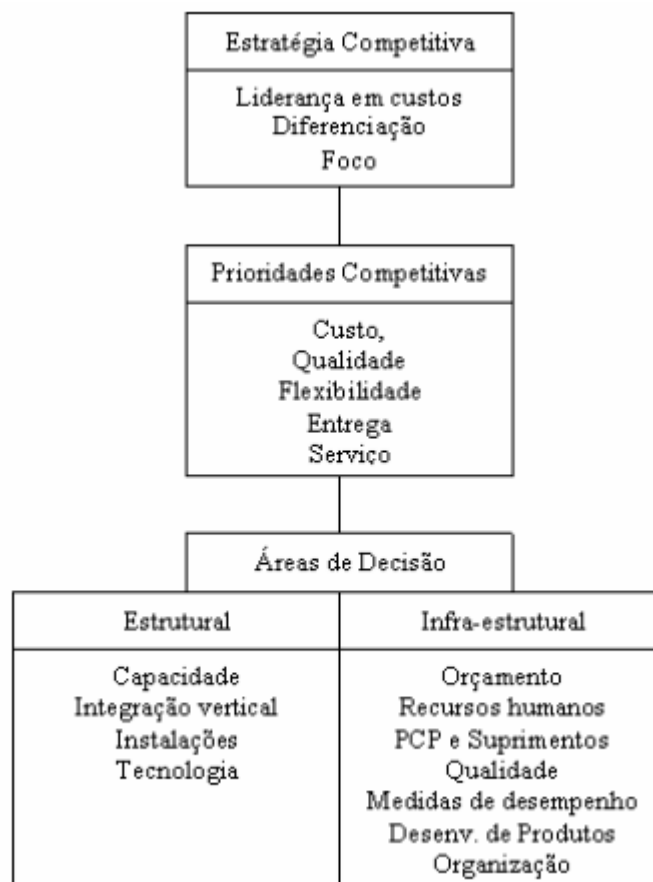 Estratégia Competitiva
Liderança em custos
Diferenciação
Foco
Prioridades Competitivas
Custo,
Qualidade
Flexibilidade
Entrega
Serviço
Áreas de Decisão
Estrutural
Capacidade
Integração vertical
Instalações
Tecnologia
Infra-estrutural
Orçamento
Recursos humanos
PCP e Suprimentos
Qualidade
Medidas de desempenho
Desenv. de Produtos
Organização